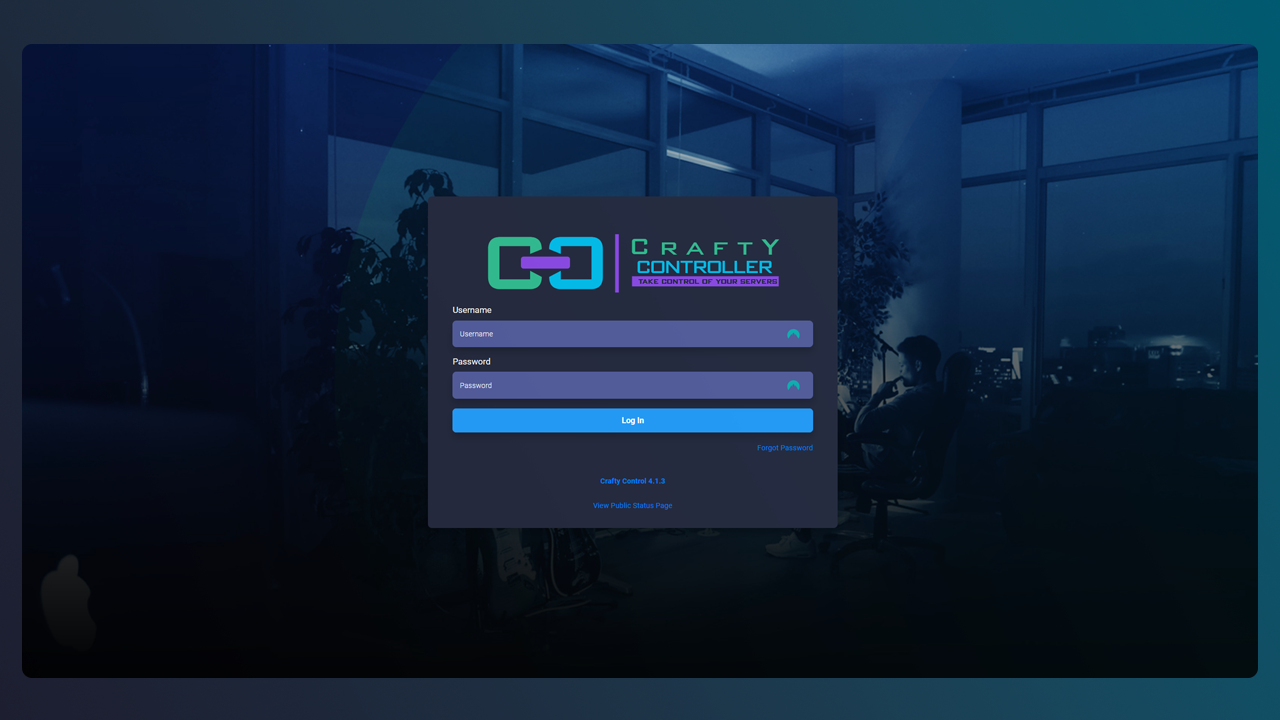 CRAFTY
CONTROLLER
TAKE CONTROL OF YOUR SERVERS
Username
Username
Password
Password
Log In
Forgot Password
Crafty Control 4.1.3
View Public Status Page